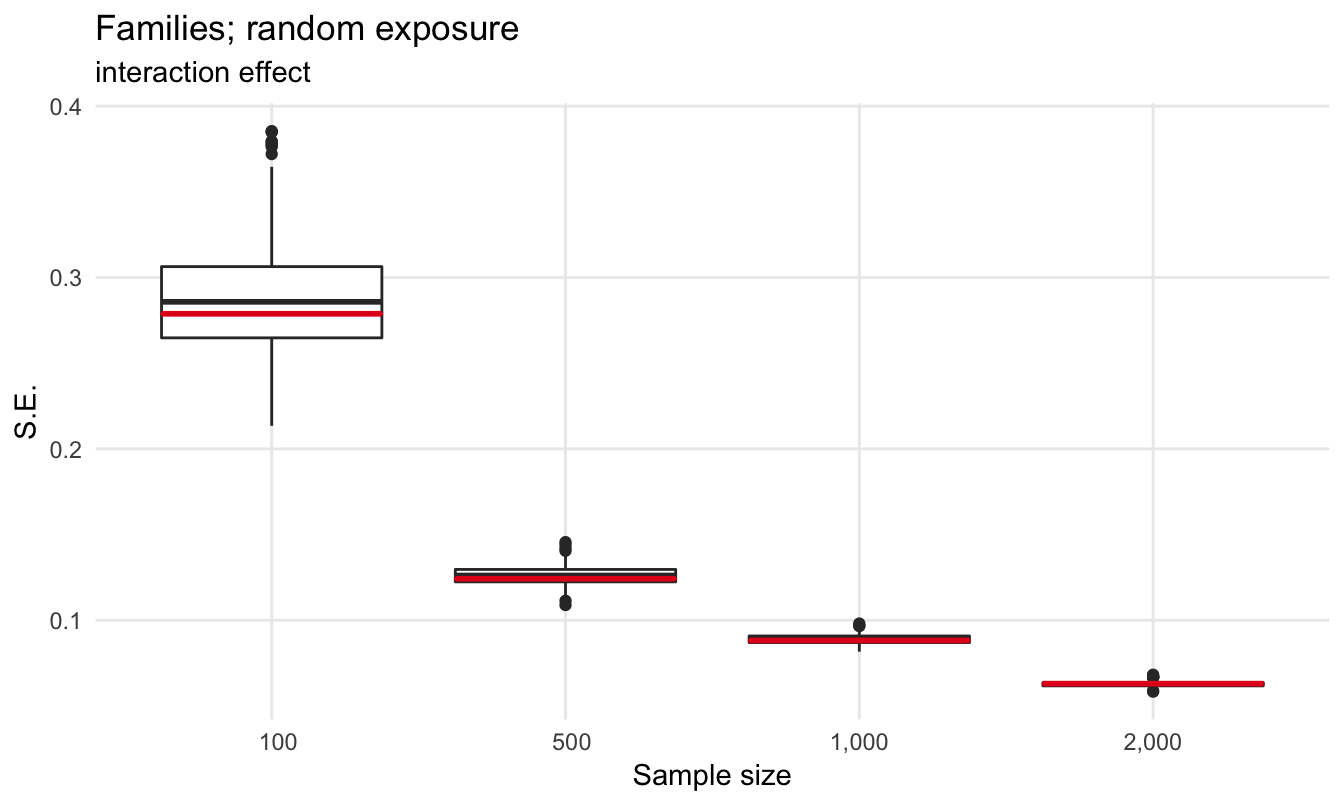 Families; random exposure
interaction effect
0.4
0.3
0.2
0.1
S.E.
100
500
1,000
2,000
Sample size